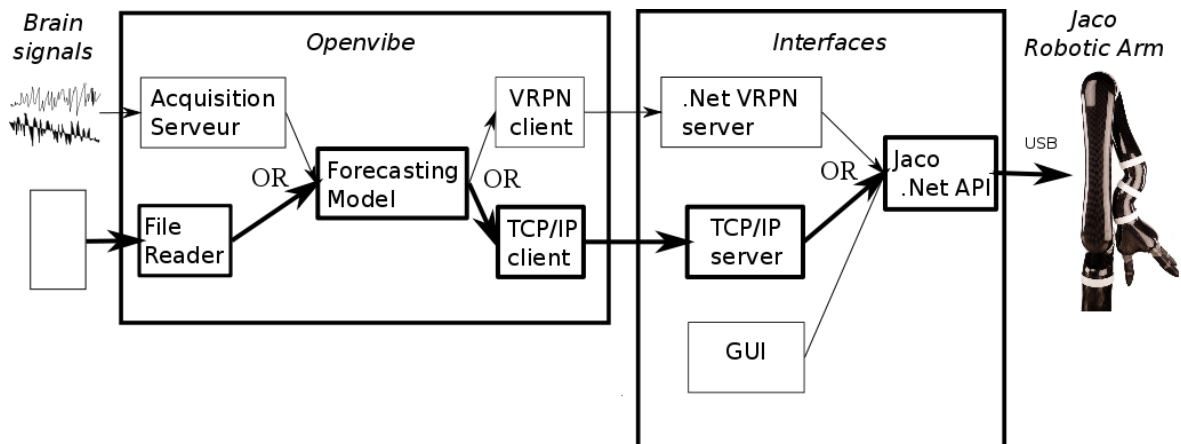 Brain
signals
Openvibe
Interfaces
Jaco
Robotic Arm
Acquisition
Serveur
VRPN
client
.Net VRPN
server
OR
Forecasting
Model
OR
OR
Jaco
.Net API
USB
File
Reader
TCP/IP
client
TCP/IP
server
GUI